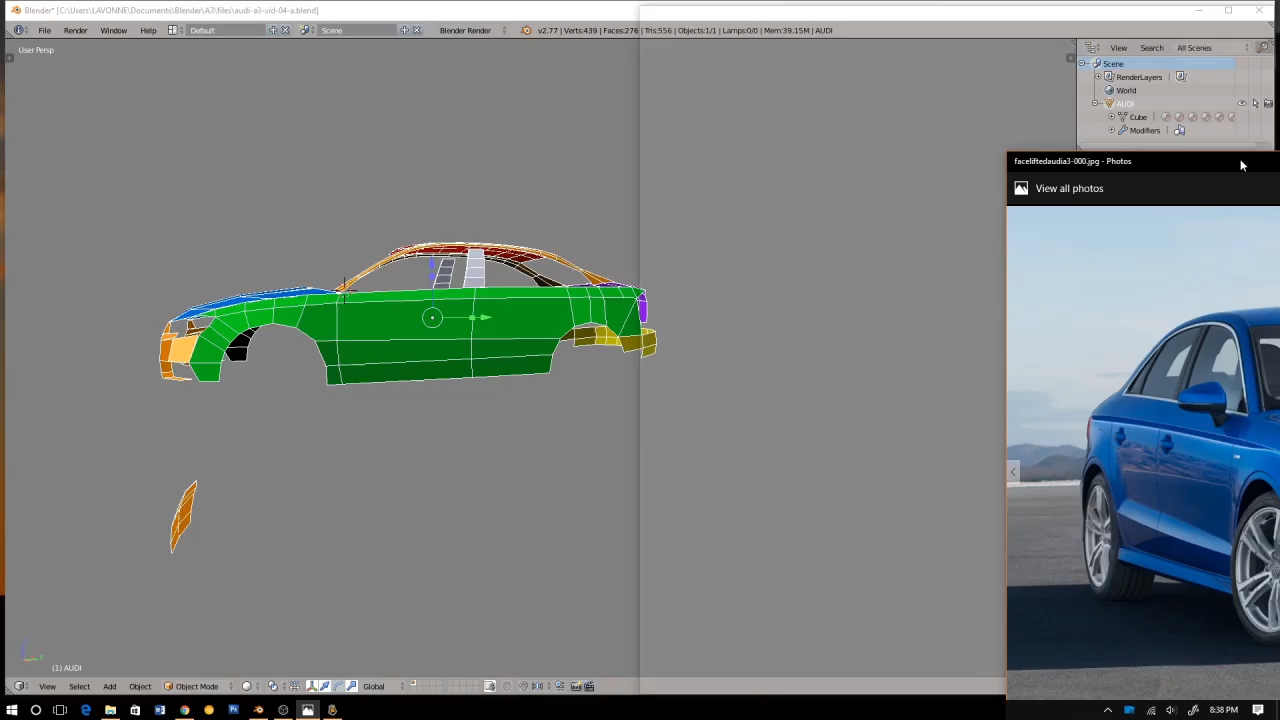 Blender* [C:\Users\LAVONNE\Documents\Blender\A3\files\audi-a3-vid-04-a.blend]
File Render Window Help Default Scene Blender Render v2.77 | Verts:439 | Faces:276 | Tris:556 | Objects:1/1 | Lamps:0/0 | Mem:39.15M | AUDI
User Persp
View Search All Scenes
Scene
RenderLayers
World
AUDI
Cube
Modifiers
faceliftedaudia3-000.jpg - Photos
View all photos
(1) AUDI
View Select Add Object Object Mode Global
8:38 PM